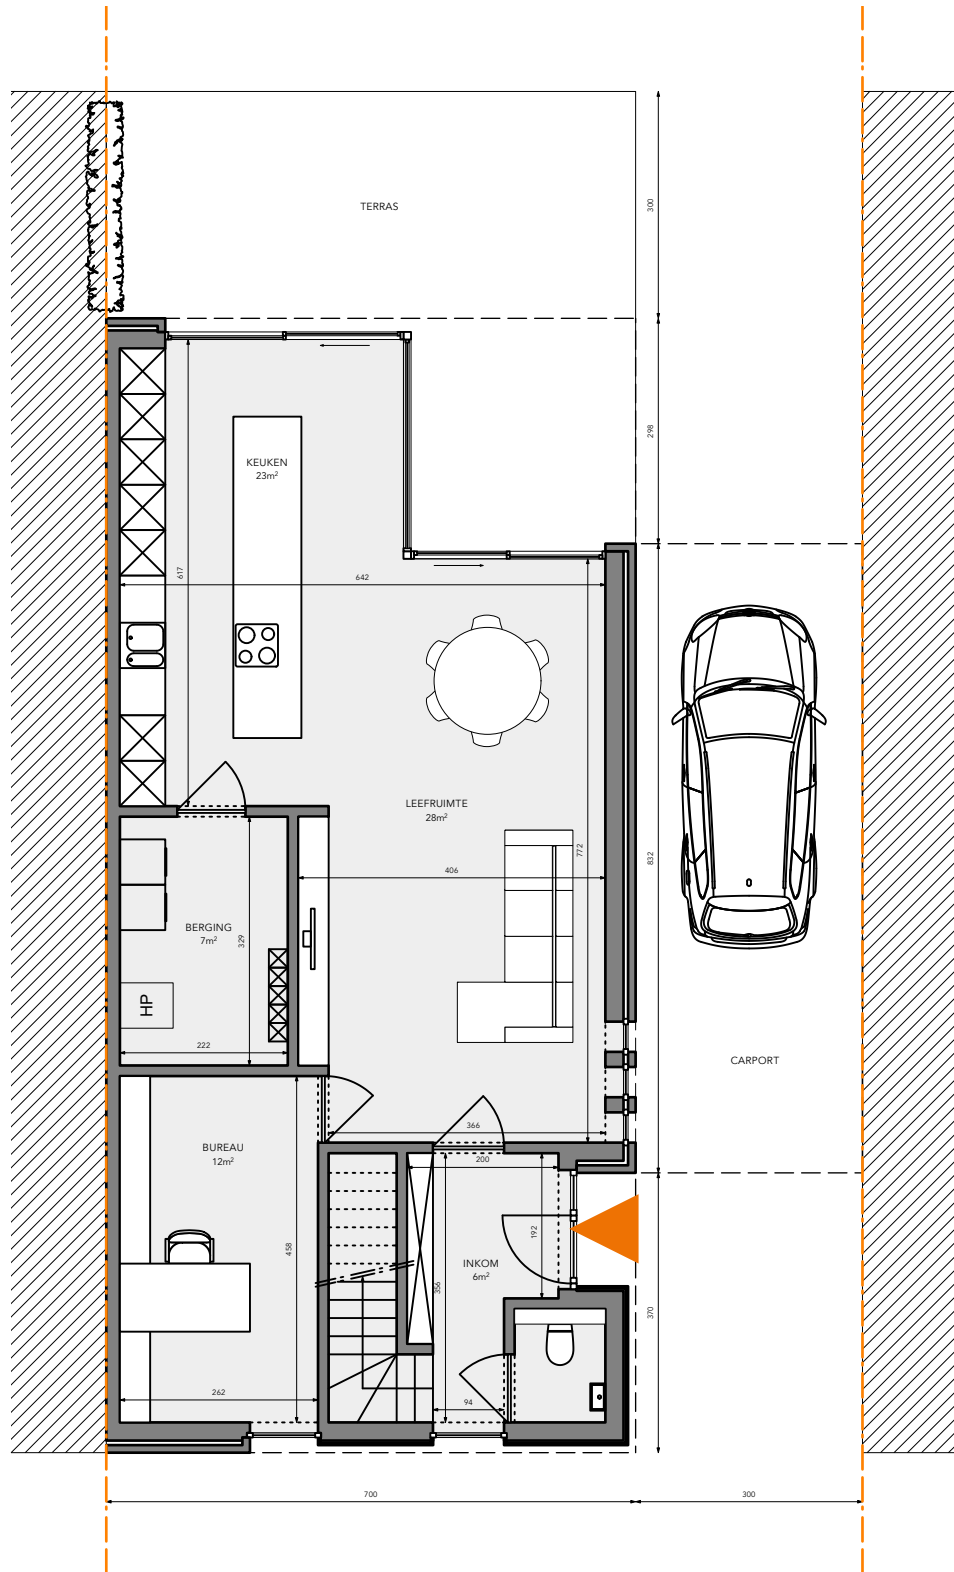 TERRAS
300
298
KEUKEN
23m²
617
642
LEEFRUIMTE
28m²
772
832
406
BERGING
7m²
329
HP
222
CARPORT
366
BUREAU
12m²
200
192
INKOM
6m²
458
356
370
262
94
700
300